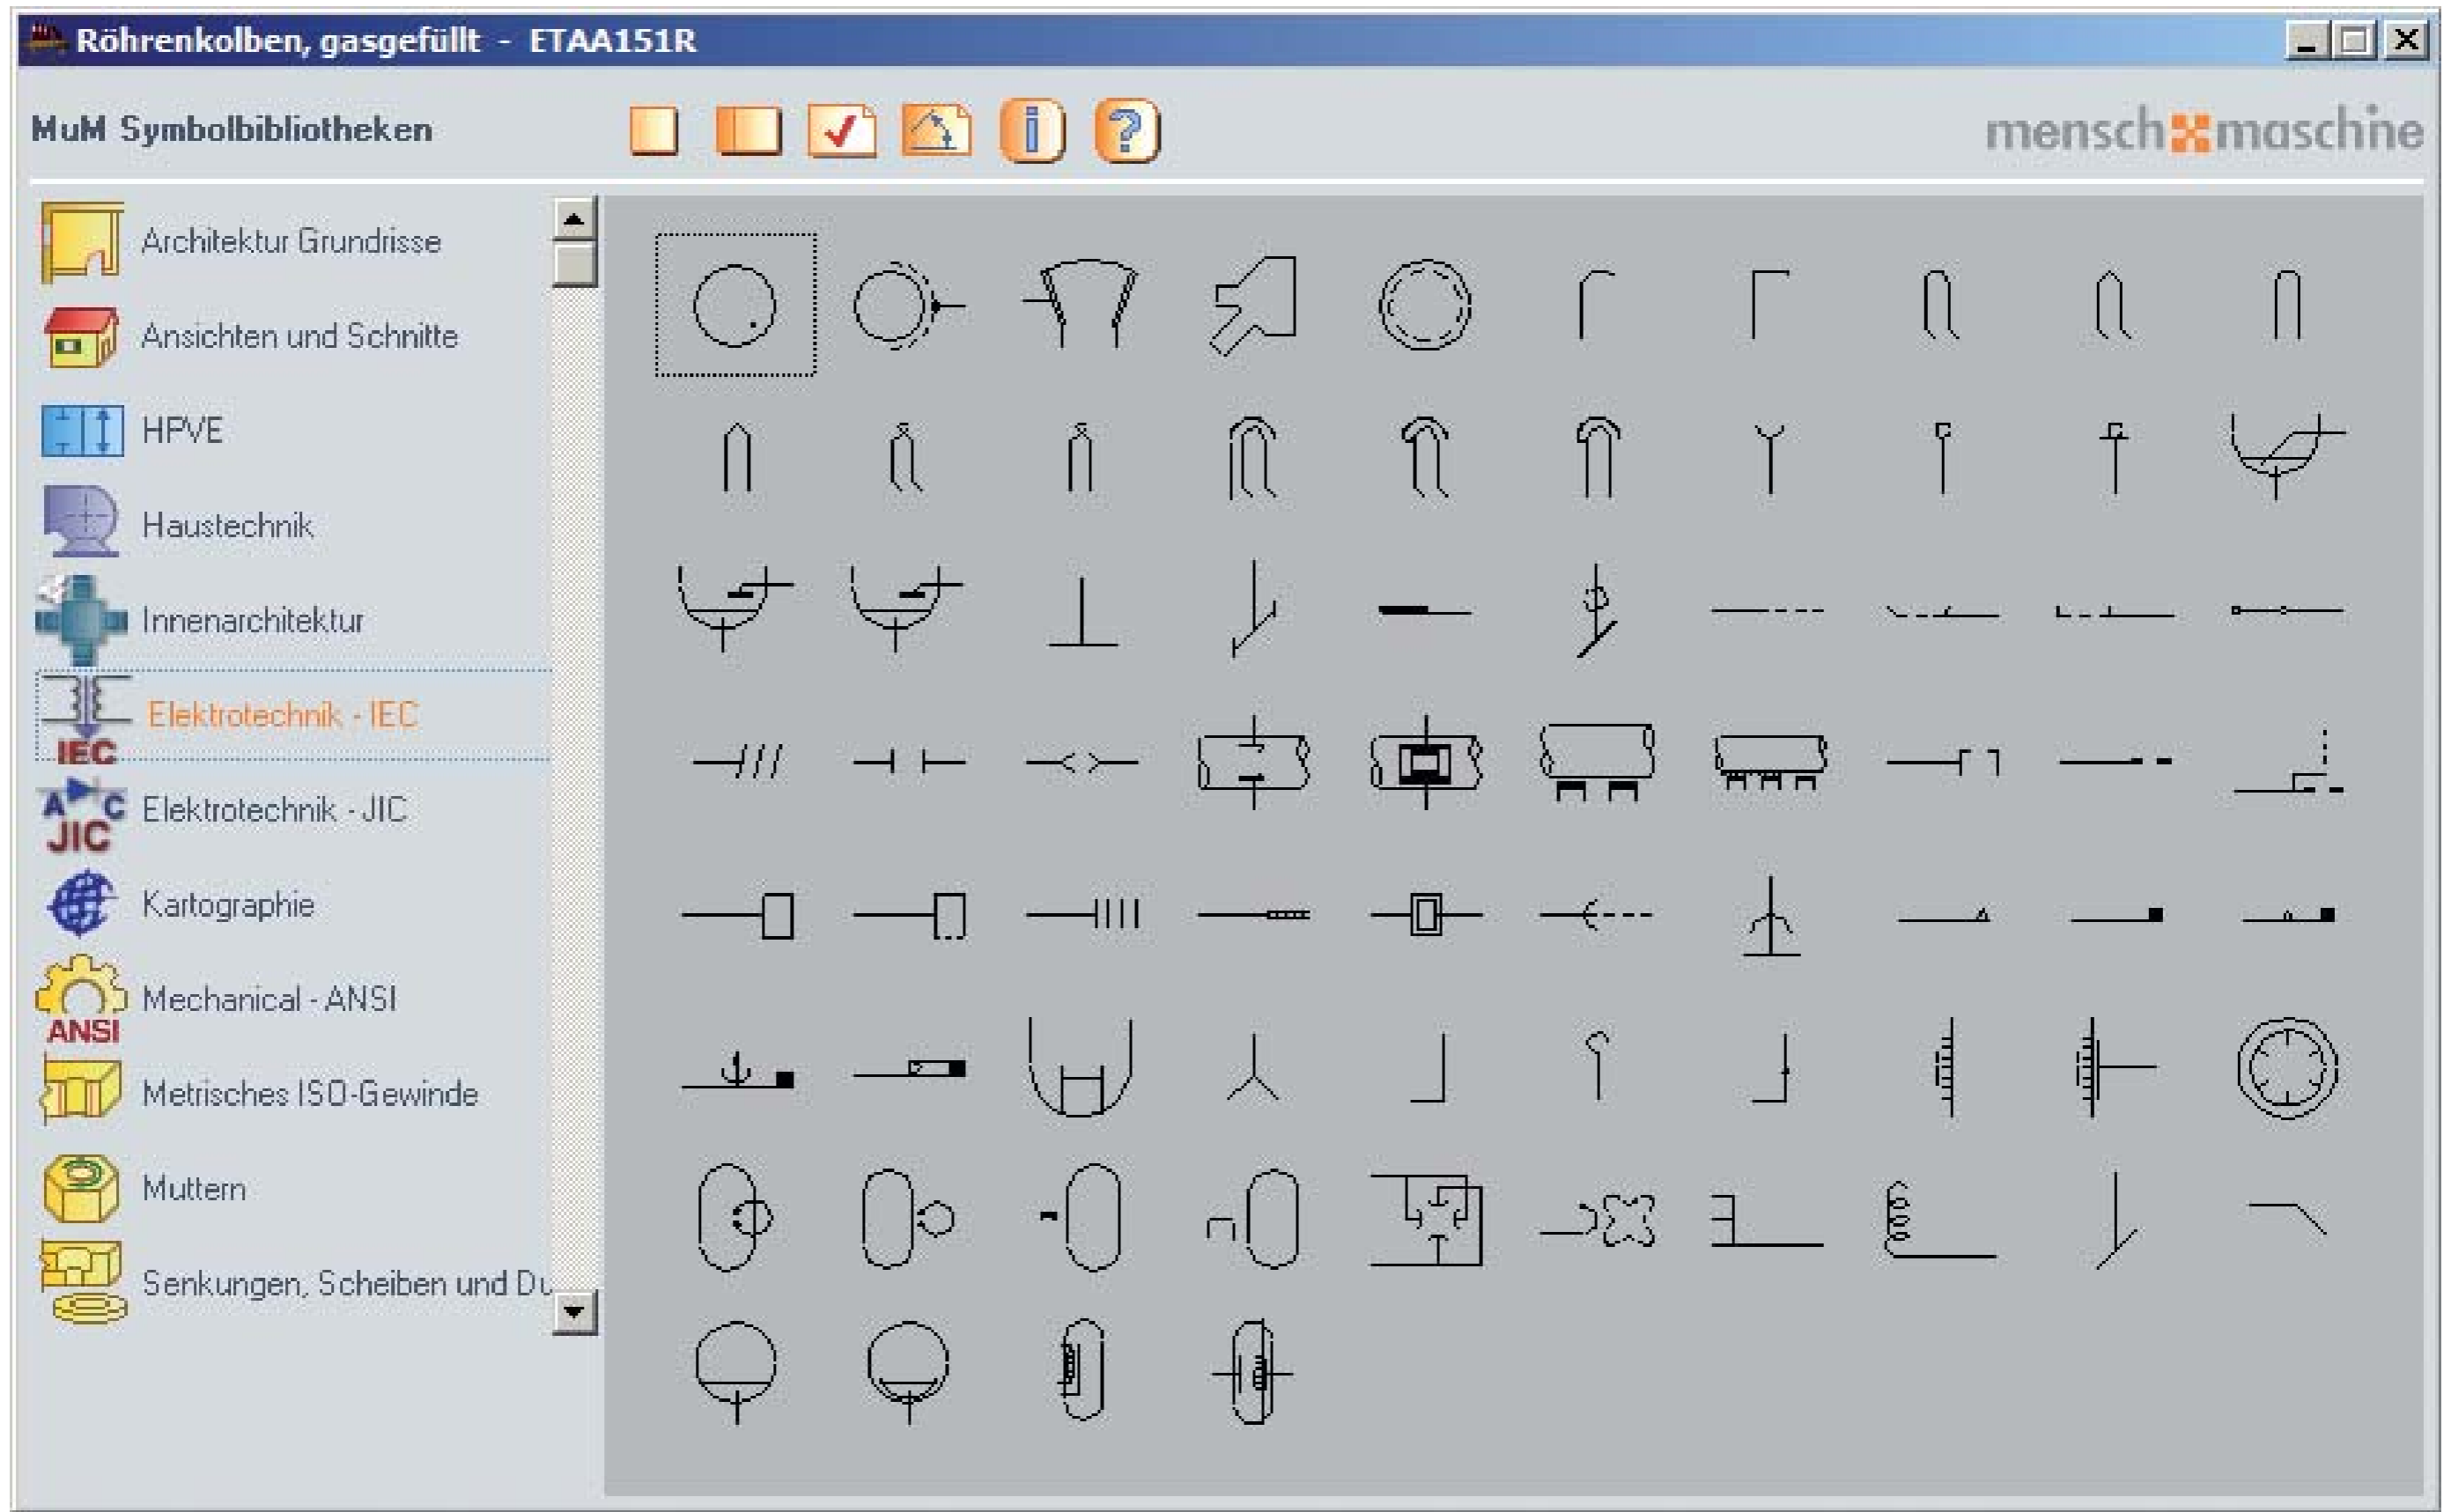 Röhrenkolben, gasgefüllt - ETAA151R
MuM Symbolbibliotheken
mensch maschine
Architektur Grundrisse
Ansichten und Schnitte
HPVE
Haustechnik
Innenarchitektur
Elektrotechnik - IEC
IEC
A C
JIC
Elektrotechnik - JIC
Kartographie
Mechanical - ANSI
ANSI
Metrisches ISO-Gewinde
Muttern
Senkungen, Scheiben und Du